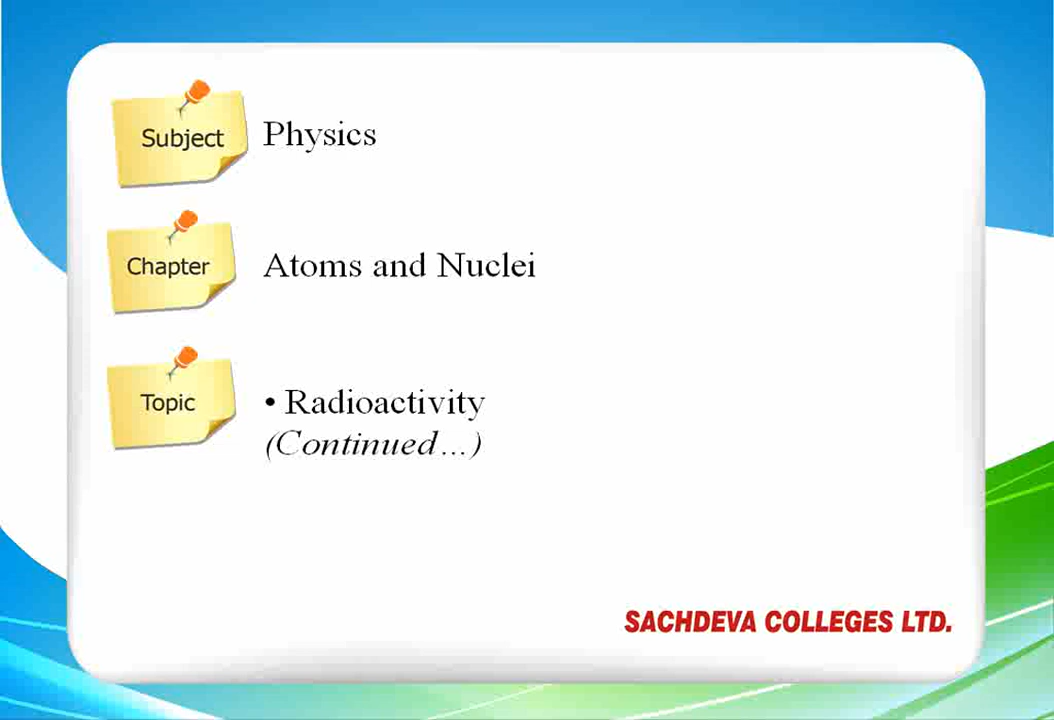 Subject Physics
Chapter Atoms and Nuclei
Topic • Radioactivity
(Continued…)
SACHDEVA COLLEGES LTD.